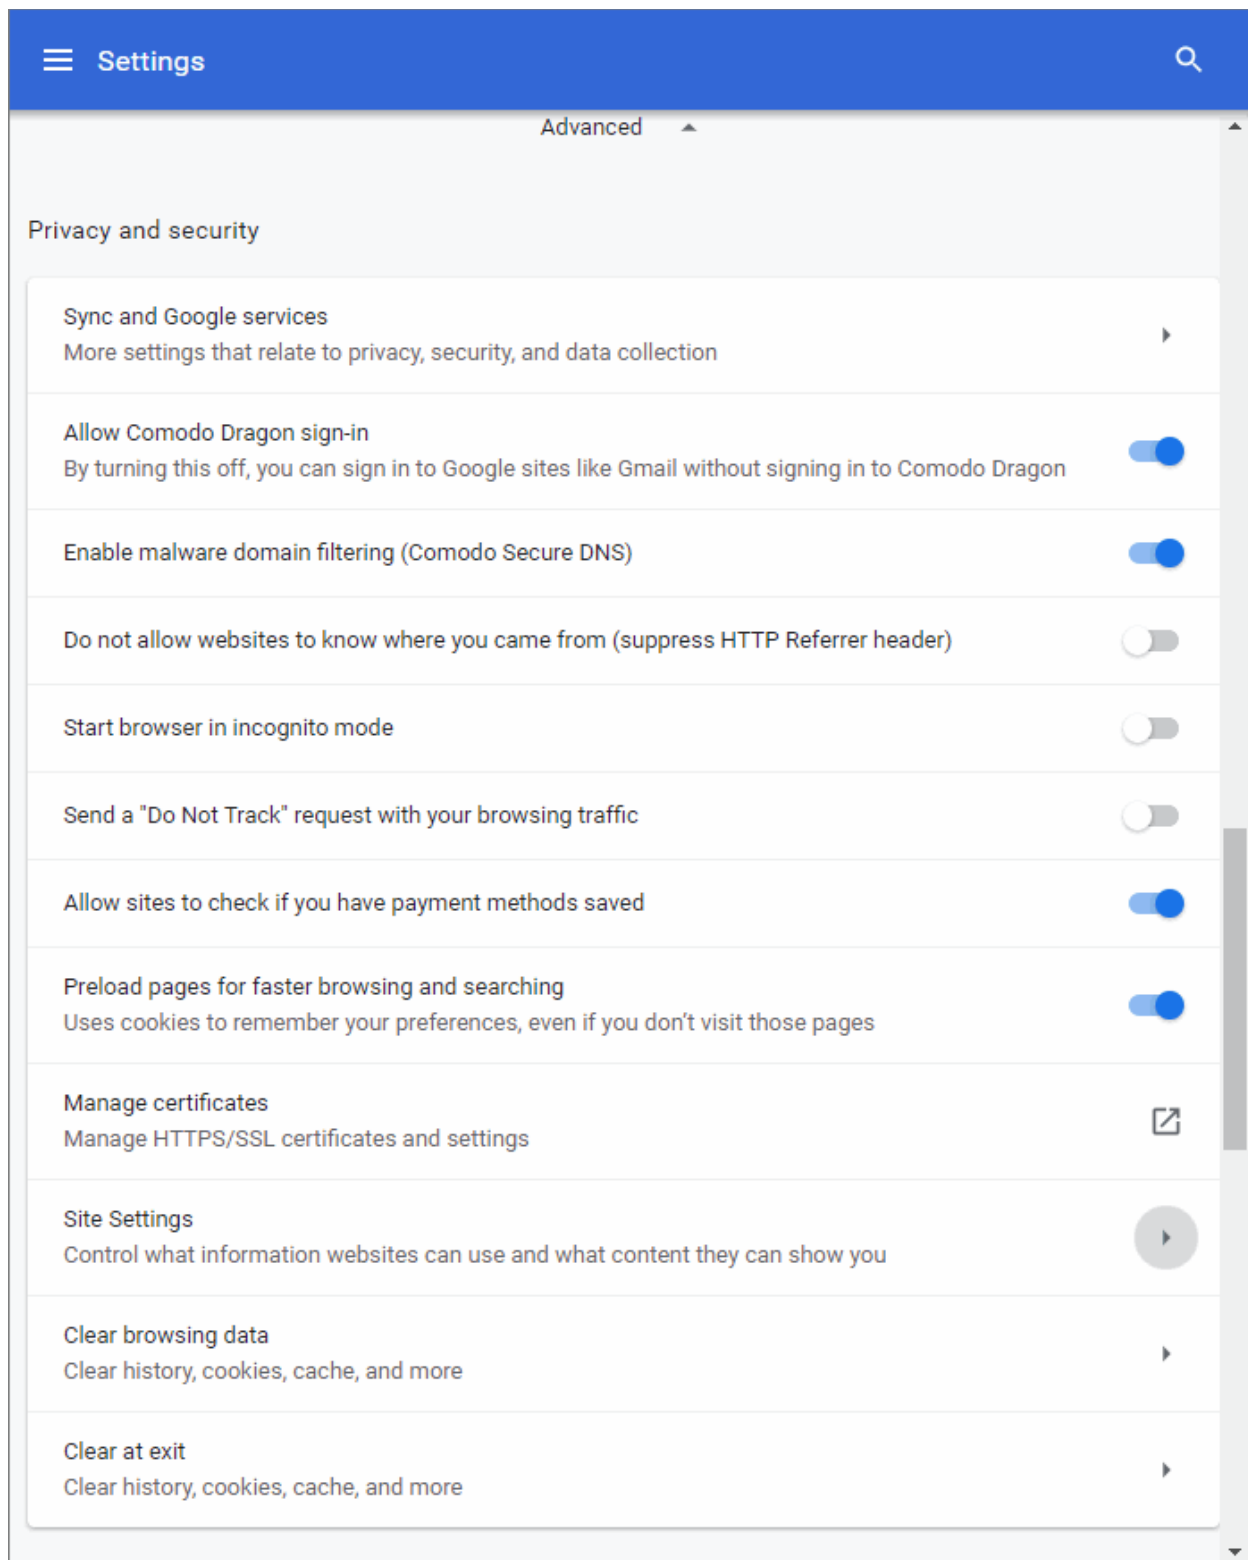 Settings
Advanced
Privacy and security
Sync and Google services
More settings that relate to privacy, security, and data collection
Allow Comodo Dragon sign-in
By turning this off, you can sign in to Google sites like Gmail without signing in to Comodo Dragon
Enable malware domain filtering (Comodo Secure DNS)
Do not allow websites to know where you came from (suppress HTTP Referrer header)
Start browser in incognito mode
Send a "Do Not Track" request with your browsing traffic
Allow sites to check if you have payment methods saved
Preload pages for faster browsing and searching
Uses cookies to remember your preferences, even if you don’t visit those pages
Manage certificates
Manage HTTPS/SSL certificates and settings
Site Settings
Control what information websites can use and what content they can show you
Clear browsing data
Clear history, cookies, cache, and more
Clear at exit
Clear history, cookies, cache, and more